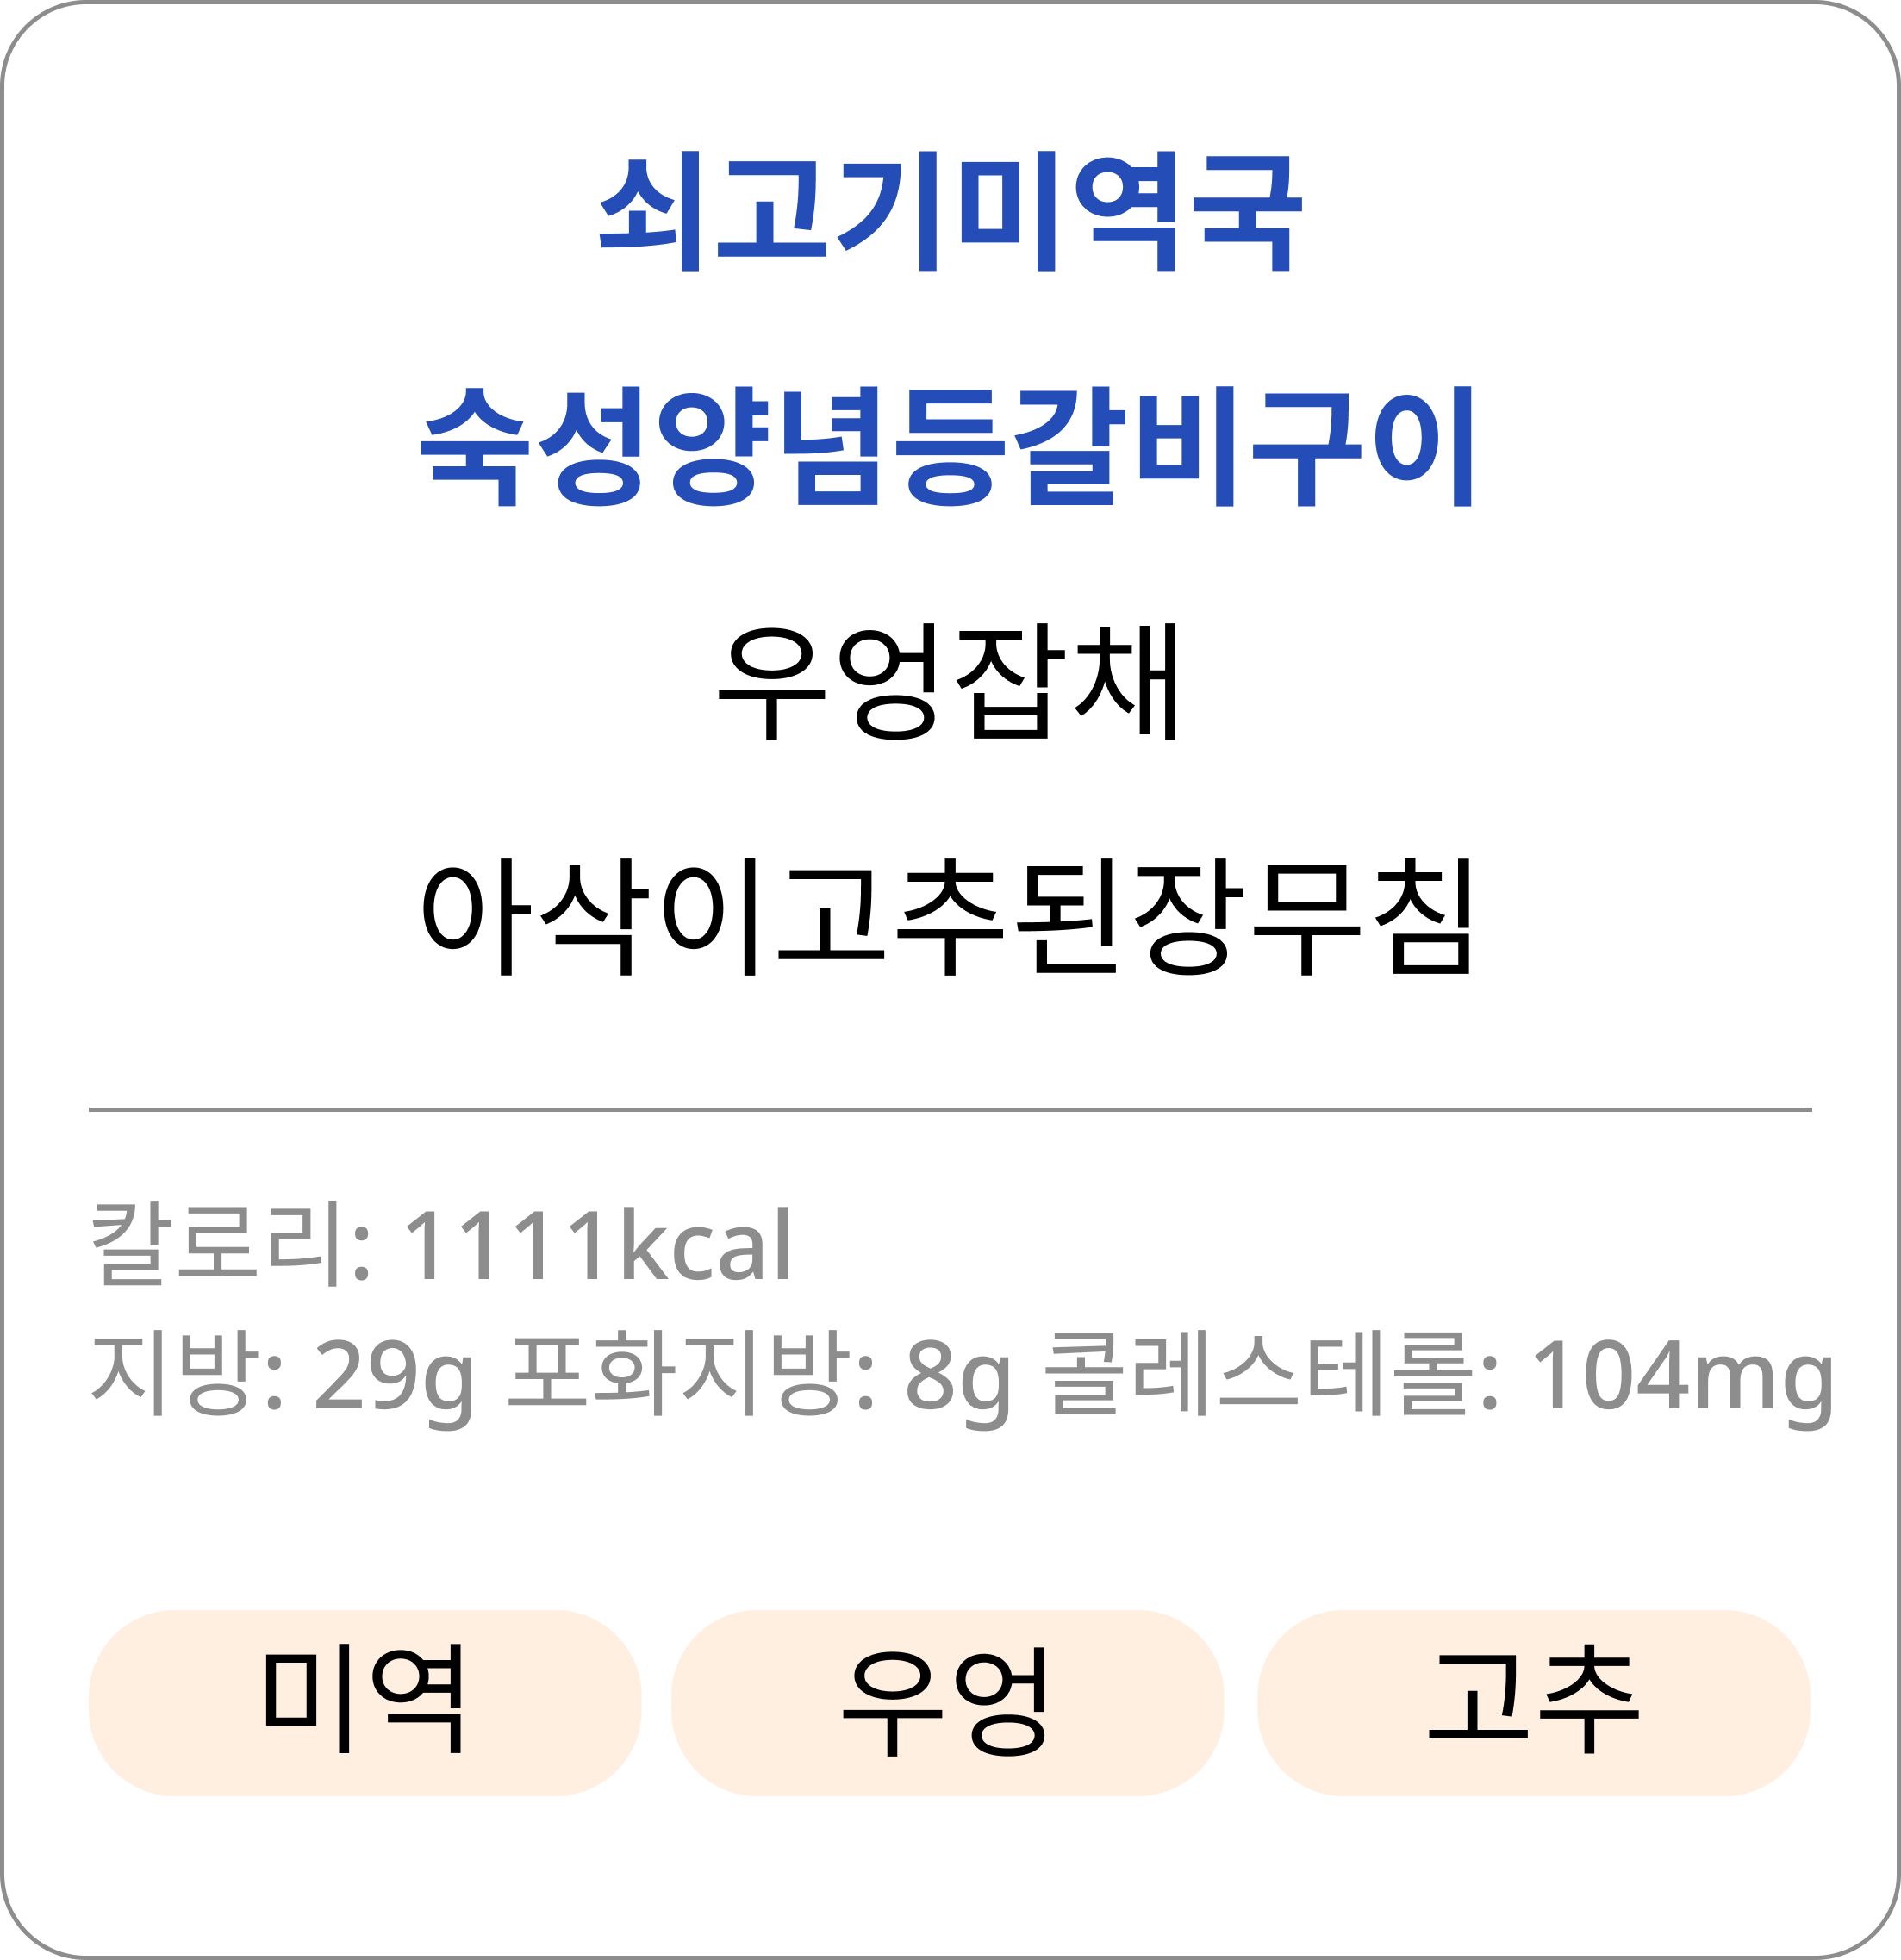 쇠고기미역국
숙성양념등갈비구이
우엉잡채
아삭이고추된장무침
갈로리: 1111kcal
지방: 29g 포화지방: 8g 콜레스테롤: 104mg
미역 우엉 고추